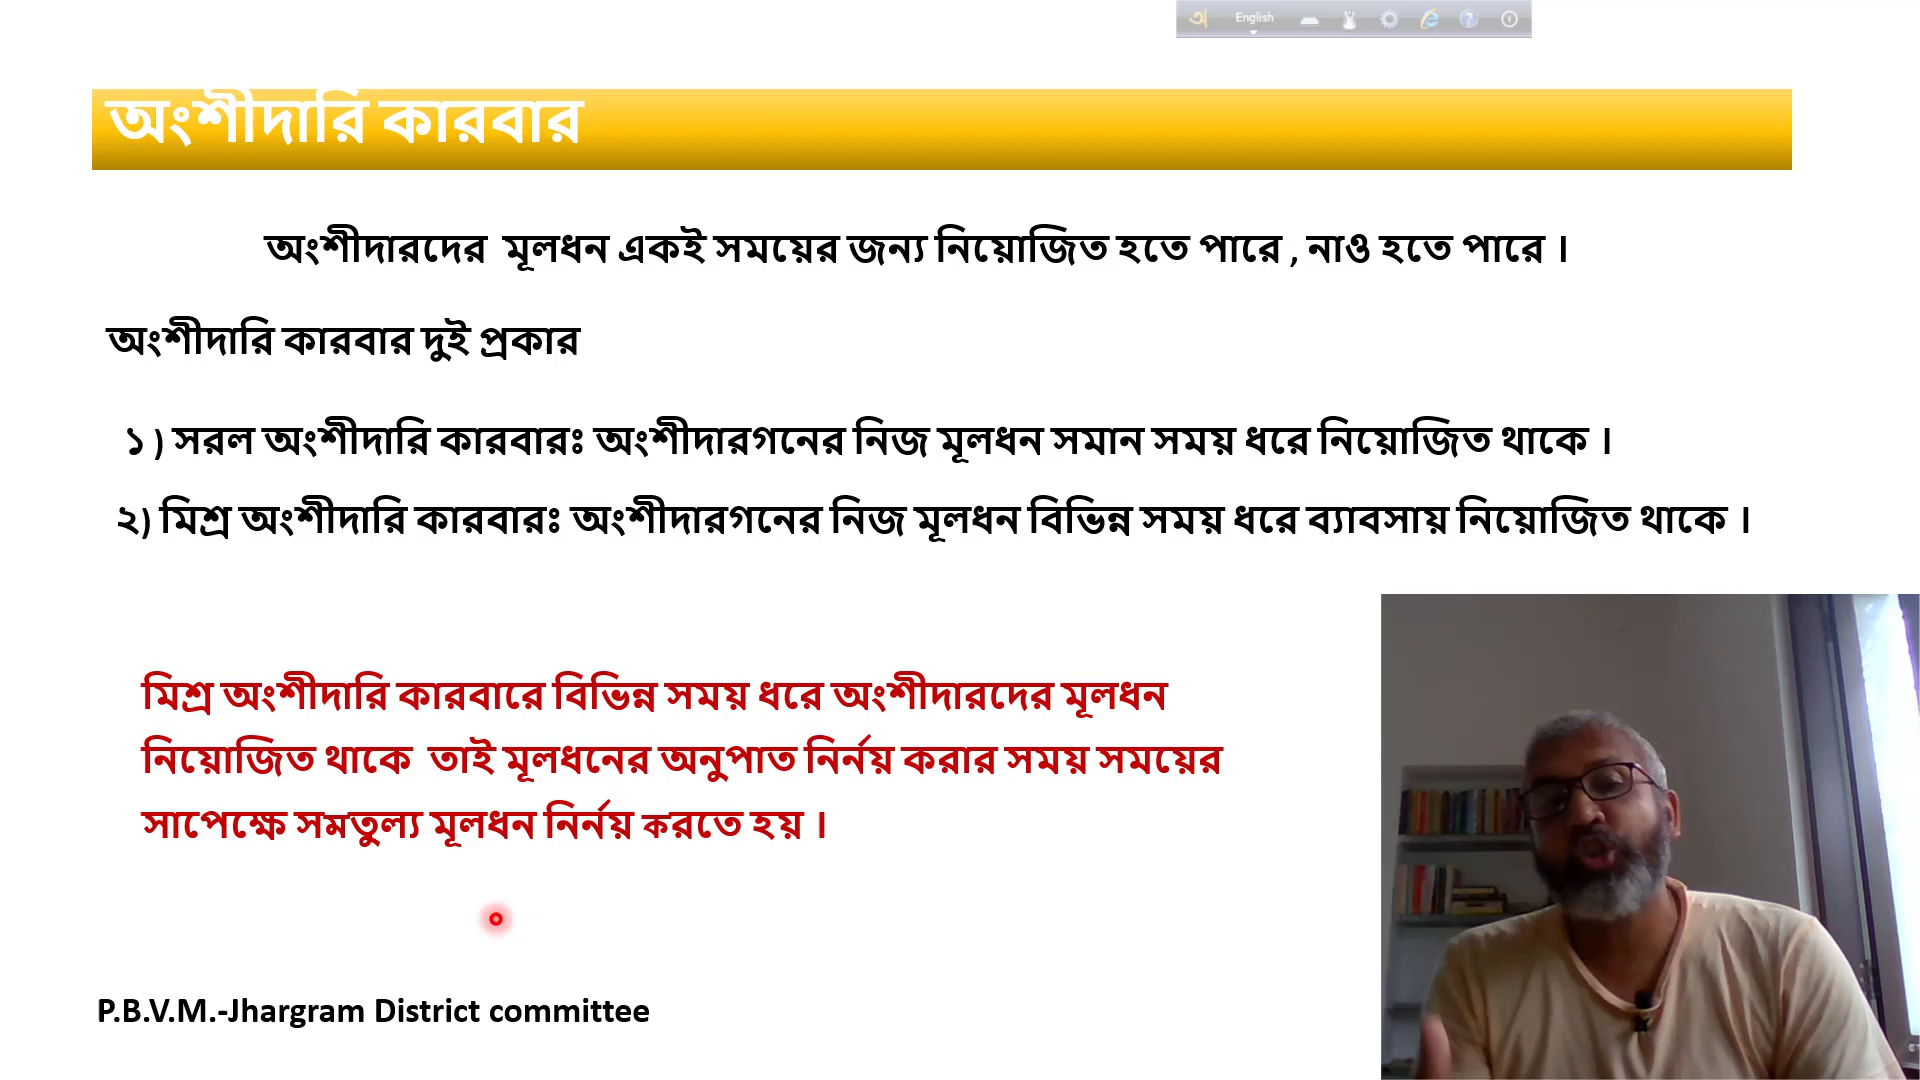 অ English
অংশীদারি কারবার
অংশীদারদের মূলধন একই সময়ের জন্য নিয়োজিত হতে পারে , নাও হতে পারে ।
অংশীদারি কারবার দুই প্রকার
১ ) সরল অংশীদারি কারবারঃ অংশীদারগনের নিজ মূলধন সমান সময় ধরে নিয়োজিত থাকে ।
২) মিশ্র অংশীদারি কারবারঃ অংশীদারগনের নিজ মূলধন বিভিন্ন সময় ধরে ব্যাবসায় নিয়োজিত থাকে ।
মিশ্র অংশীদারি কারবারে বিভিন্ন সময় ধরে অংশীদারদের মূলধন
নিয়োজিত থাকে তাই মূলধনের অনুপাত নির্নয় করার সময় সময়ের
সাপেক্ষে সমতুল্য মূলধন নির্নয় করতে হয় ।
P.B.V.M.-Jhargram District committee